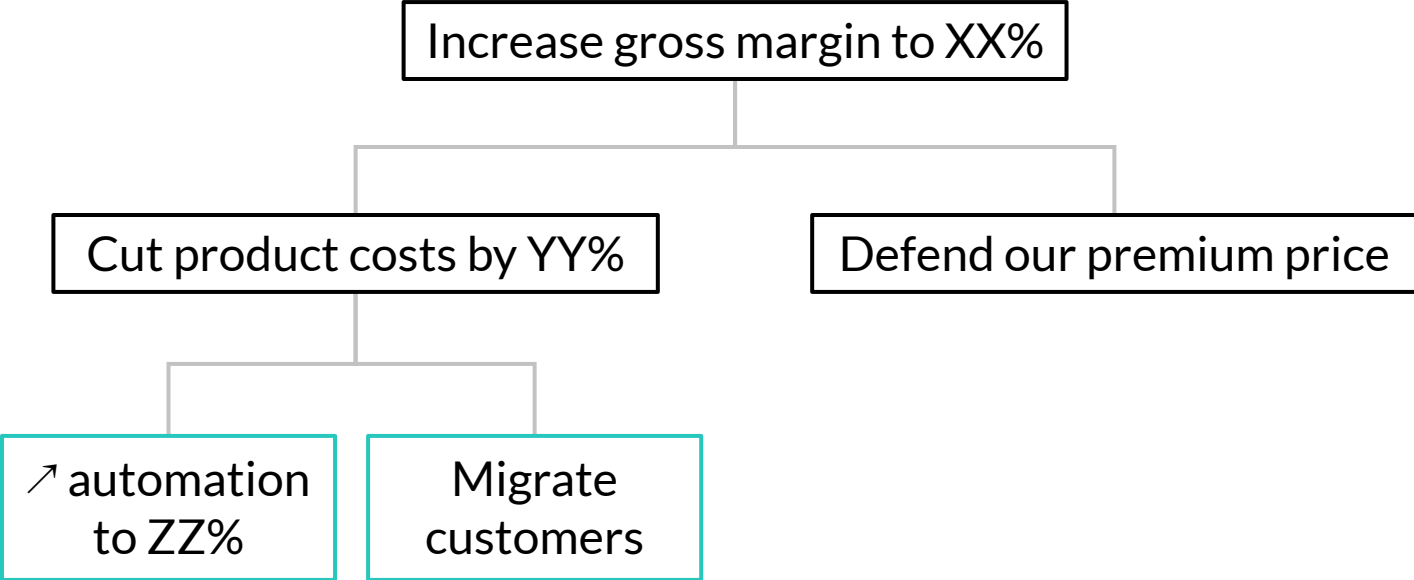 Increase gross margin to XX%
Cut product costs by YY%
Defend our premium price
↗ automation
to ZZ%
Migrate
customers